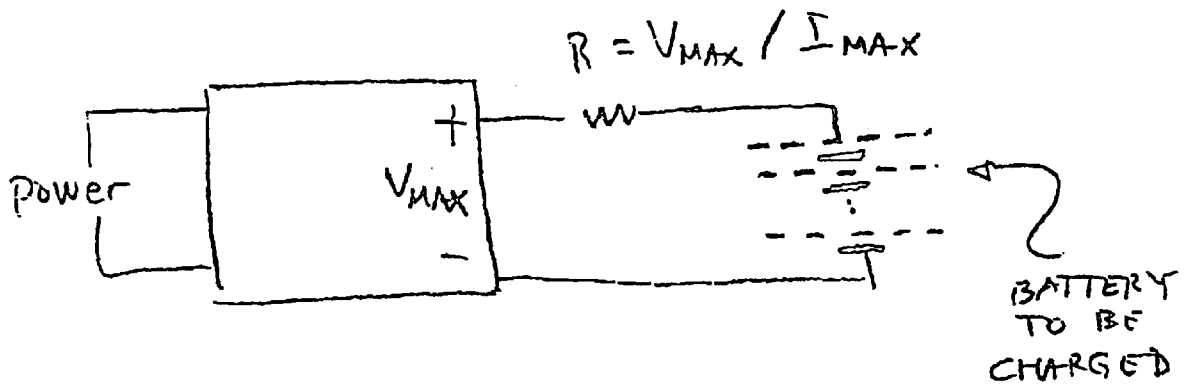 R = VMAX / IMAX
+
Power
VMAX
-
BATTERY
TO BE
CHARGED